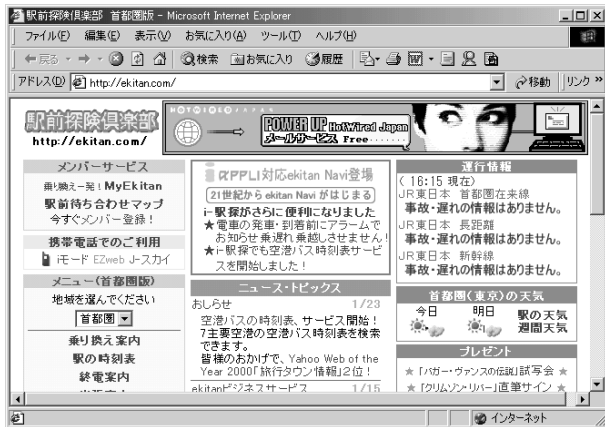 駅前探険倶楽部 首都圏版 - Microsoft Internet Explorer
ファイル(F) 編集(E) 表示(V) お気に入り(A) ツール(T) ヘルプ(H)
戻る 検索 お気に入り 履歴
アドレス(D) http://ekitan.com/ 移動 リンク »
駅前探険倶楽部
http://ekitan.com/
HOTWIRED JAPAN
POWER UP HotWired Japan
メールサービス Free
メンバーサービス
乗り換え一発!MyEkitan
駅前待ち合わせマップ
今すぐメンバー登録!
携帯電話でのご利用
iモード EZweb J-スカイ
メニュー(首都圏版)
地域を選んでください
首都圏
乗り換え案内
駅の時刻表
終電案内
αPPLI対応ekitan Navi登場
21世紀から ekitan Navi がはじまる
i-駅探がさらに便利になりました
★電車の発車・到着前にアラームで
お知らせ 乗遅れ 乗越しさせません!
★i-駅探でも空港バス時刻表サービ
スを開始しました!
ニュース・トピックス
おしらせ 1/23
空港バスの時刻表、サービス開始!
7主要空港の空港バス時刻表を検索
できます。
皆様のおかげで、Yahoo Web of the
Year 2000「旅行タウン情報」2位!
ekitanビジネスサービス 1/15
運行情報
( 16:15 現在)
JR東日本 首都圏在来線
事故・遅れの情報はありません。
JR東日本 長距離
事故・遅れの情報はありません。
JR東日本 新幹線
事故・遅れの情報はありません。
首都圏(東京)の天気
今日 明日 駅の天気
週間天気
プレゼント
★「バガー・ヴァンスの伝説」試写会 ★
★「クリムゾン・リバー」直筆サイン ★
インターネット